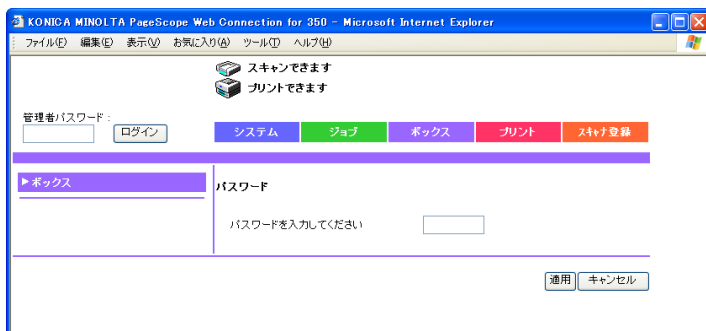 KONICA MINOLTA PageScope Web Connection for 350 - Microsoft Internet Explorer
ファイル(F) 編集(E) 表示(V) お気に入り(A) ツール(T) ヘルプ(H)
スキャンできます
プリントできます
管理者パスワード:
ログイン
システム ジョブ ボックス プリント スキャナ登録
▶ボックス
パスワード
パスワードを入力してください
適用 キャンセル